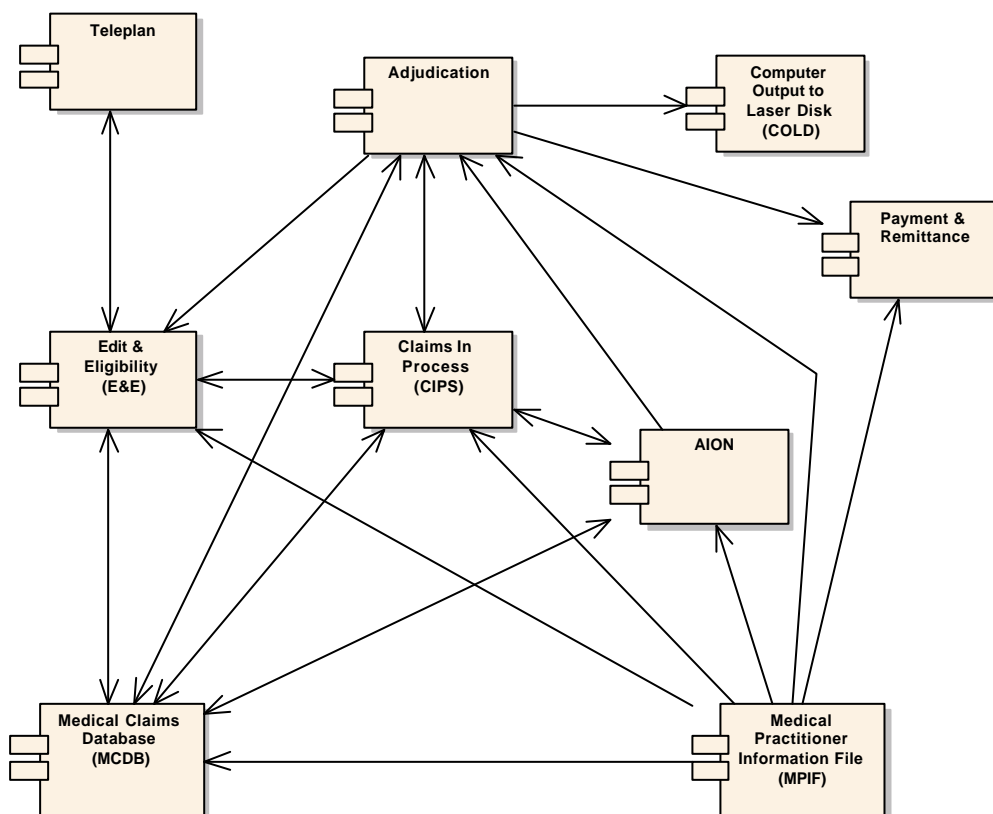 Teleplan
Adjudication
Computer
Output to
Laser Disk
(COLD)
Payment &
Remittance
Edit &
Eligibility
(E&E)
Claims In
Process
(CIPS)
AION
Medical Claims
Database
(MCDB)
Medical
Practitioner
Information File
(MPIF)